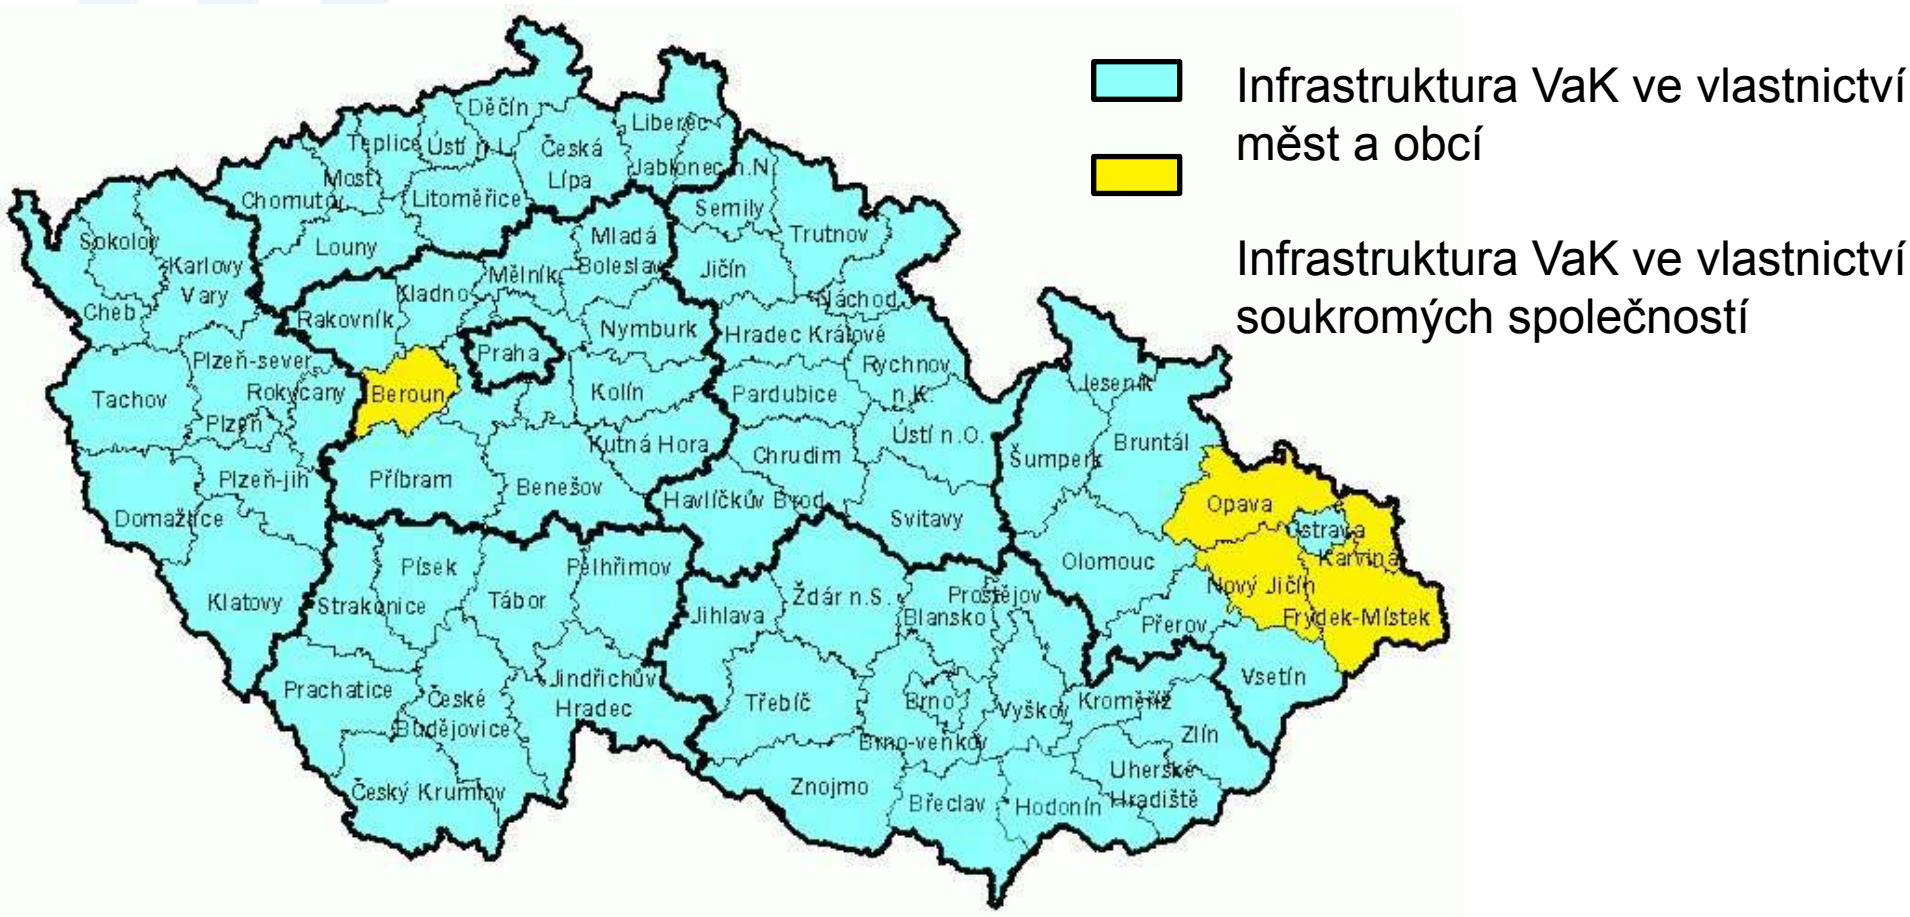 Infrastruktura VaK ve vlastnictví
měst a obcí
Infrastruktura VaK ve vlastnictví
soukromých společností
Děčín
Liberec
Teplice
Ústí n.L.
Česká
Lípa
Jablonec n.N.
Most
Chomutov
Litoměřice
Semily
Sokolov
Louny
Mladá
Boleslav
Trutnov
Karlovy
Vary
Mělník
Jičín
Kladno
Náchod
Cheb
Rakovník
Nymburk
Hradec Králové
Praha
Plzeň-sever
Rychnov
n.K.
Jeseník
Tachov
Rokycany
Beroun
Kolín
Pardubice
Plzeň
Ústí n.O.
Kutná Hora
Bruntál
Chrudim
Šumperk
Plzeň-jih
Příbram
Benešov
Havlíčkův Brod
Opava
Domažlice
Svitavy
Ostrava
Karviná
Písek
Pelhřimov
Olomouc
Nový Jičín
Klatovy
Strakonice
Tábor
Žďár n.S.
Prostějov
Jihlava
Blansko
Přerov
Frýdek-Místek
Vsetín
Prachatice
Jindřichův
Hradec
České
Budějovice
Třebíč
Brno
Vyškov
Kroměříž
Zlín
Brno-venkov
Uherské
Hradiště
Český Krumlov
Znojmo
Břeclav
Hodonín